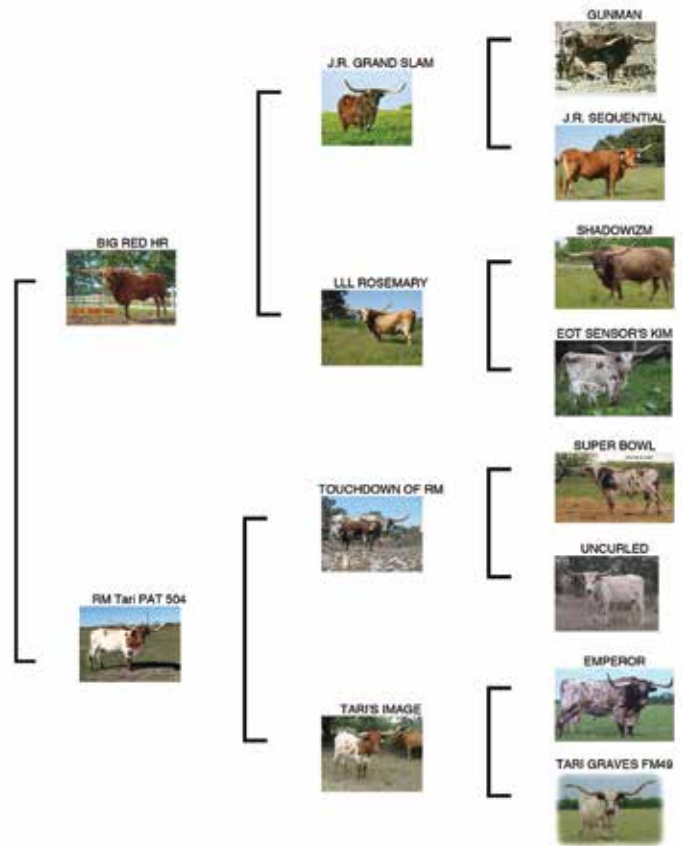 GUNMAN
J.R. GRAND SLAM
J.R. SEQUENTIAL
BIG RED HR
SHADOWIZM
LLL ROSEMARY
EOT SENSOR'S KIM
SUPER BOWL
TOUCHDOWN OF RM
UNCURLED
RM Tari PAT 504
EMPEROR
TARI'S IMAGE
TARI GRAVES FM49